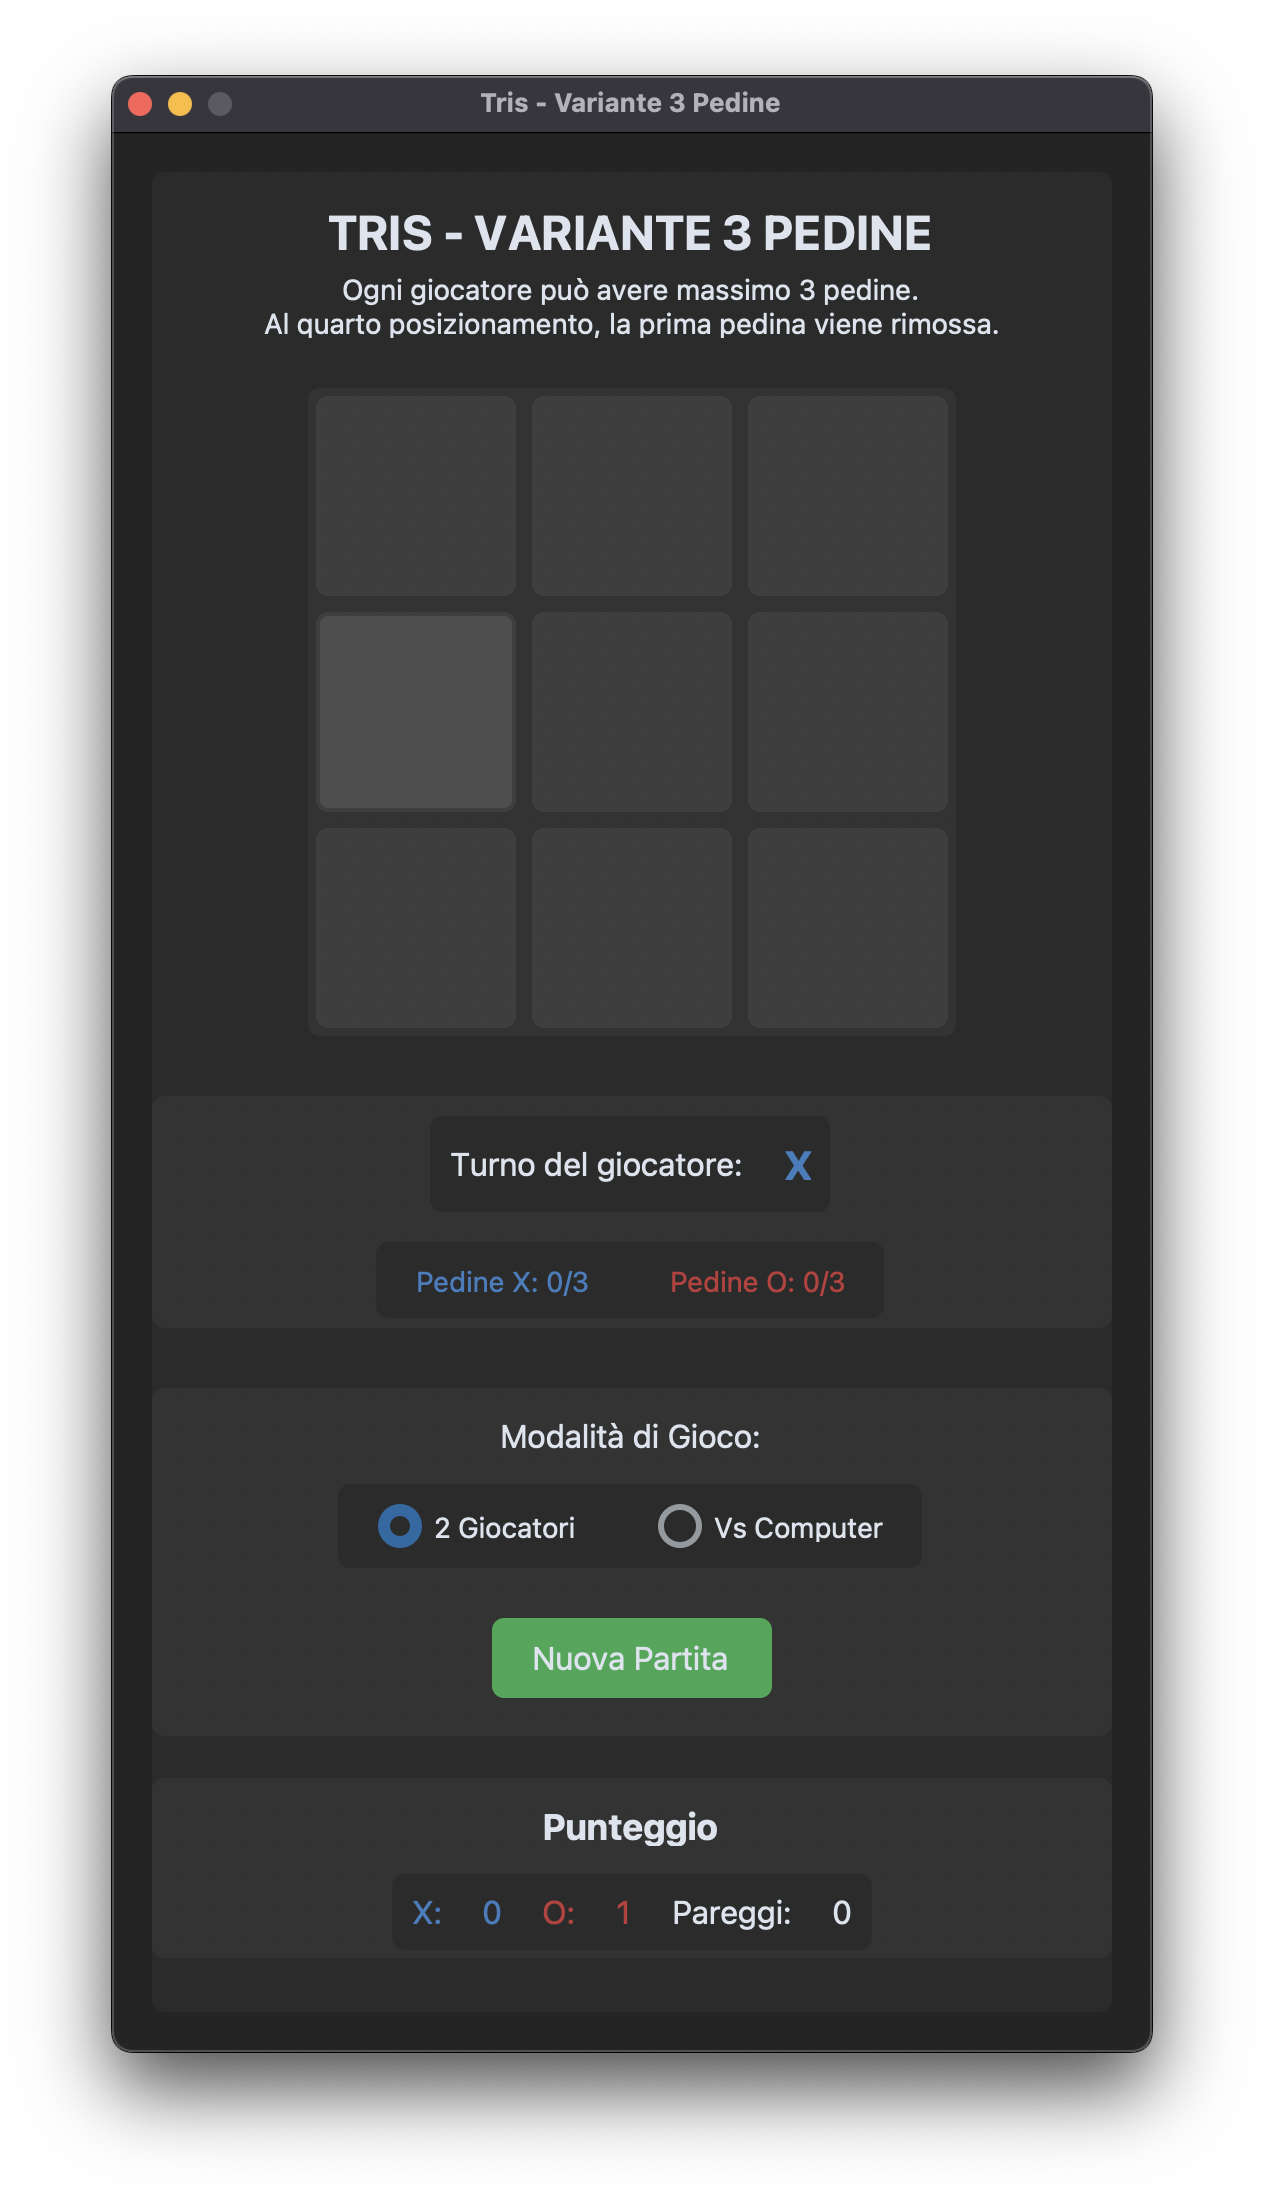 Tris - Variante 3 Pedine
TRIS - VARIANTE 3 PEDINE
Ogni giocatore può avere massimo 3 pedine.
Al quarto posizionamento, la prima pedina viene rimossa.
Turno del giocatore: X
Pedine X: 0/3 Pedine O: 0/3
Modalità di Gioco:
2 Giocatori Vs Computer
Nuova Partita
Punteggio
X: 0 O: 1 Pareggi: 0